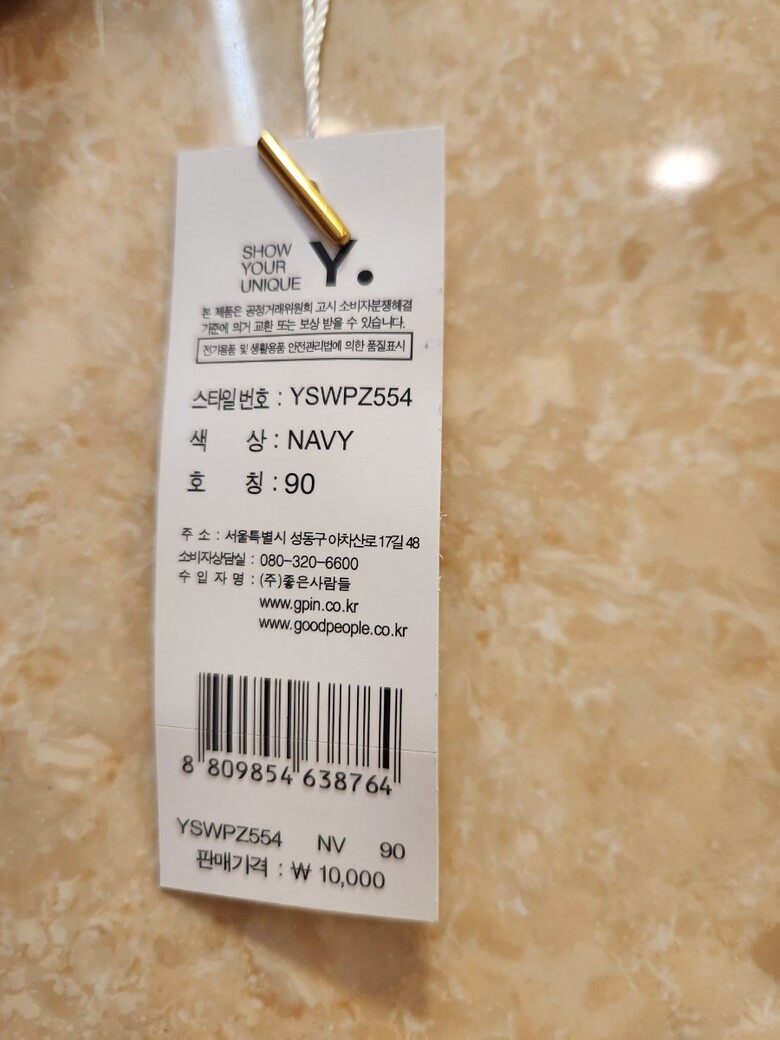 SHOW
YOUR
UNIQUE
Y.
본 제품은 공정거래위원회 고시 소비자분쟁해결
기준에 의거 교환 또는 보상 받을 수 있습니다.
전기용품 및 생활용품 안전관리법에 의한 품질표시
스타일번호 : YSWPZ554
색 상 : NAVY
호 칭 : 90
주 소 : 서울특별시 성동구 아차산로17길 48
소비자상담실 : 080-320-6600
수 입 자 명 : (주)좋은사람들
www.gpin.co.kr
www.goodpeople.co.kr
8 809854 638764
YSWPZ554 NV 90
판매가격 : ₩ 10,000